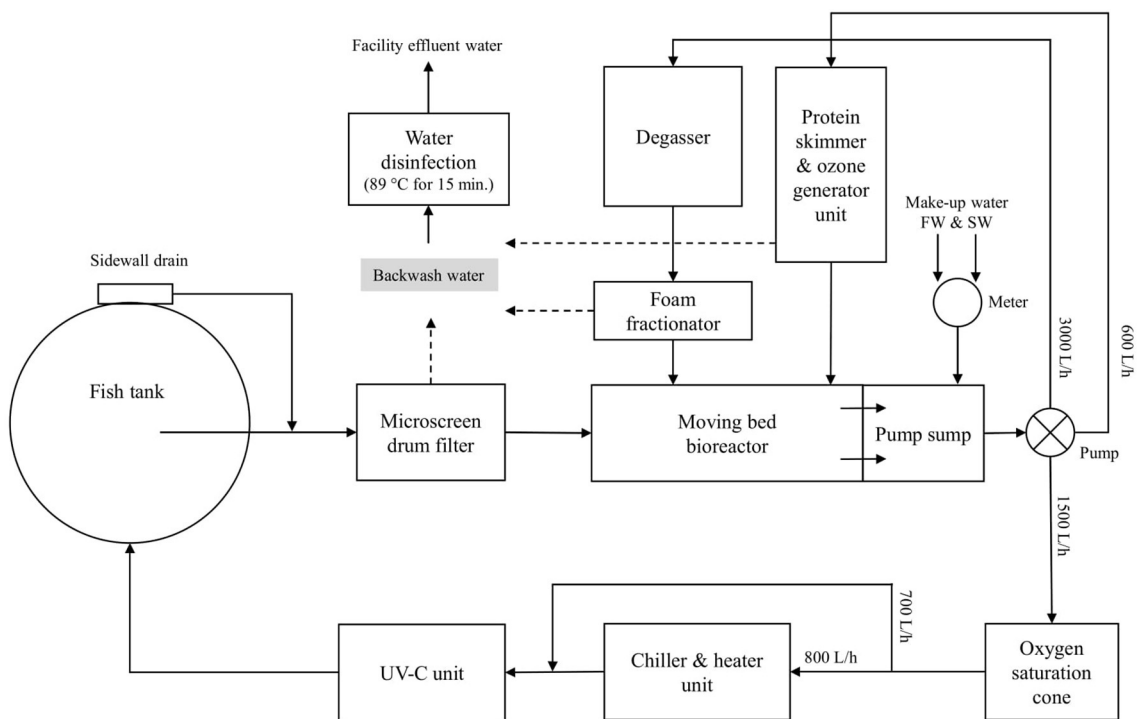 Facility effluent water
Water
disinfection
(89 °C for 15 min.)
Degasser
Protein
skimmer
& ozone
generator
unit
Make-up water
FW & SW
Sidewall drain
Backwash water
Foam
fractionator
Meter
3000 L/h
600 L/h
Fish tank
Microscreen
drum filter
Moving bed
bioreactor
Pump sump
Pump
1500 L/h
700 L/h
800 L/h
UV-C unit
Chiller & heater
unit
Oxygen
saturation
cone